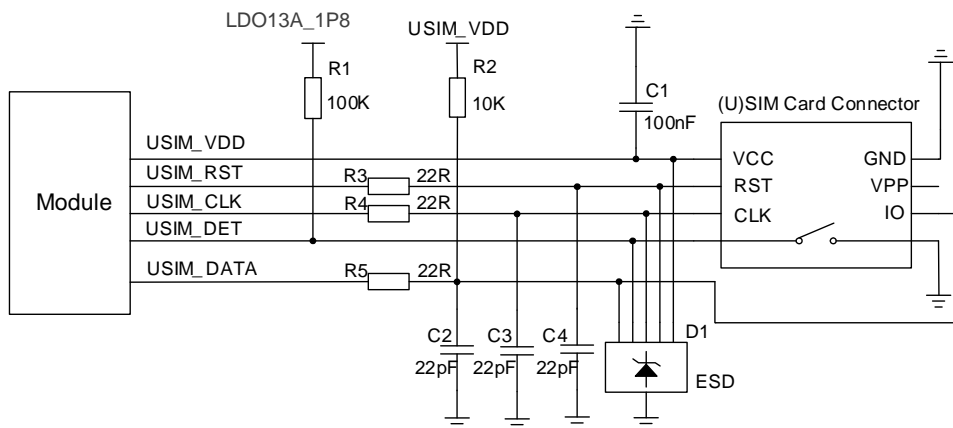 LDO13A_1P8
USIM_VDD
R1
100K
R2
10K
C1
100nF
(U)SIM Card Connector
Module
USIM_VDD
USIM_RST
USIM_CLK
USIM_DET
USIM_DATA
R3 22R
R4 22R
R5 22R
VCC GND
RST VPP
CLK IO
C2 C3 C4
22pF 22pF 22pF
D1
ESD